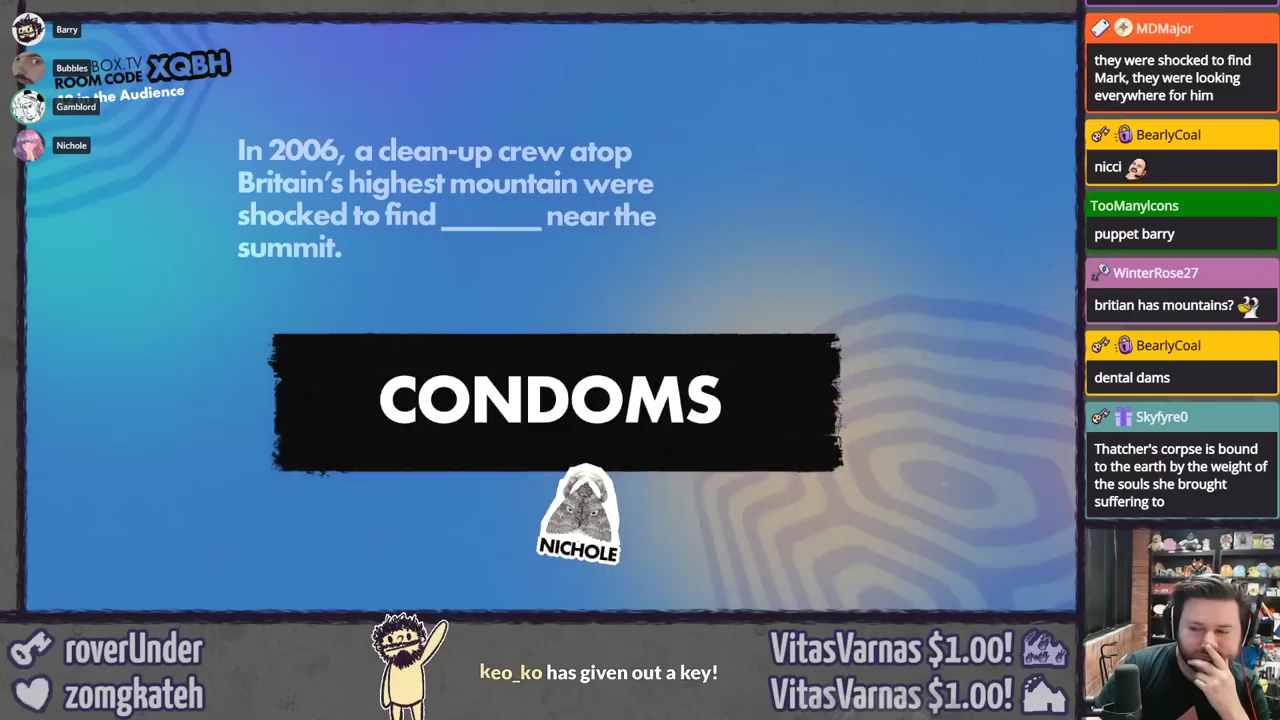 Barry
Bubbles
BOX.TV
ROOM CODE XQBH
in the Audience
Gamblord
Nichole
In 2006, a clean-up crew atop
Britain's highest mountain were
shocked to find _______ near the
summit.
CONDOMS
NICHOLE
MDMajor
they were shocked to find
Mark, they were looking
everywhere for him
BearlyCoal
nicci
TooManyIcons
puppet barry
WinterRose27
britian has mountains?
BearlyCoal
dental dams
Skyfyre0
Thatcher's corpse is bound
to the earth by the weight of
the souls she brought
suffering to
roverUnder
zomgkateh
keo_ko has given out a key!
VitasVarnas $1.00!
VitasVarnas $1.00!